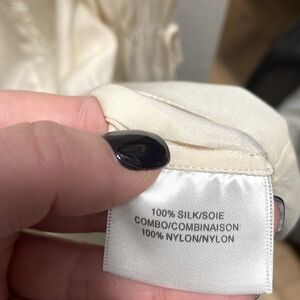 100% SILK/SOIE
COMBO/COMBINAISON
100% NYLON/NYLON